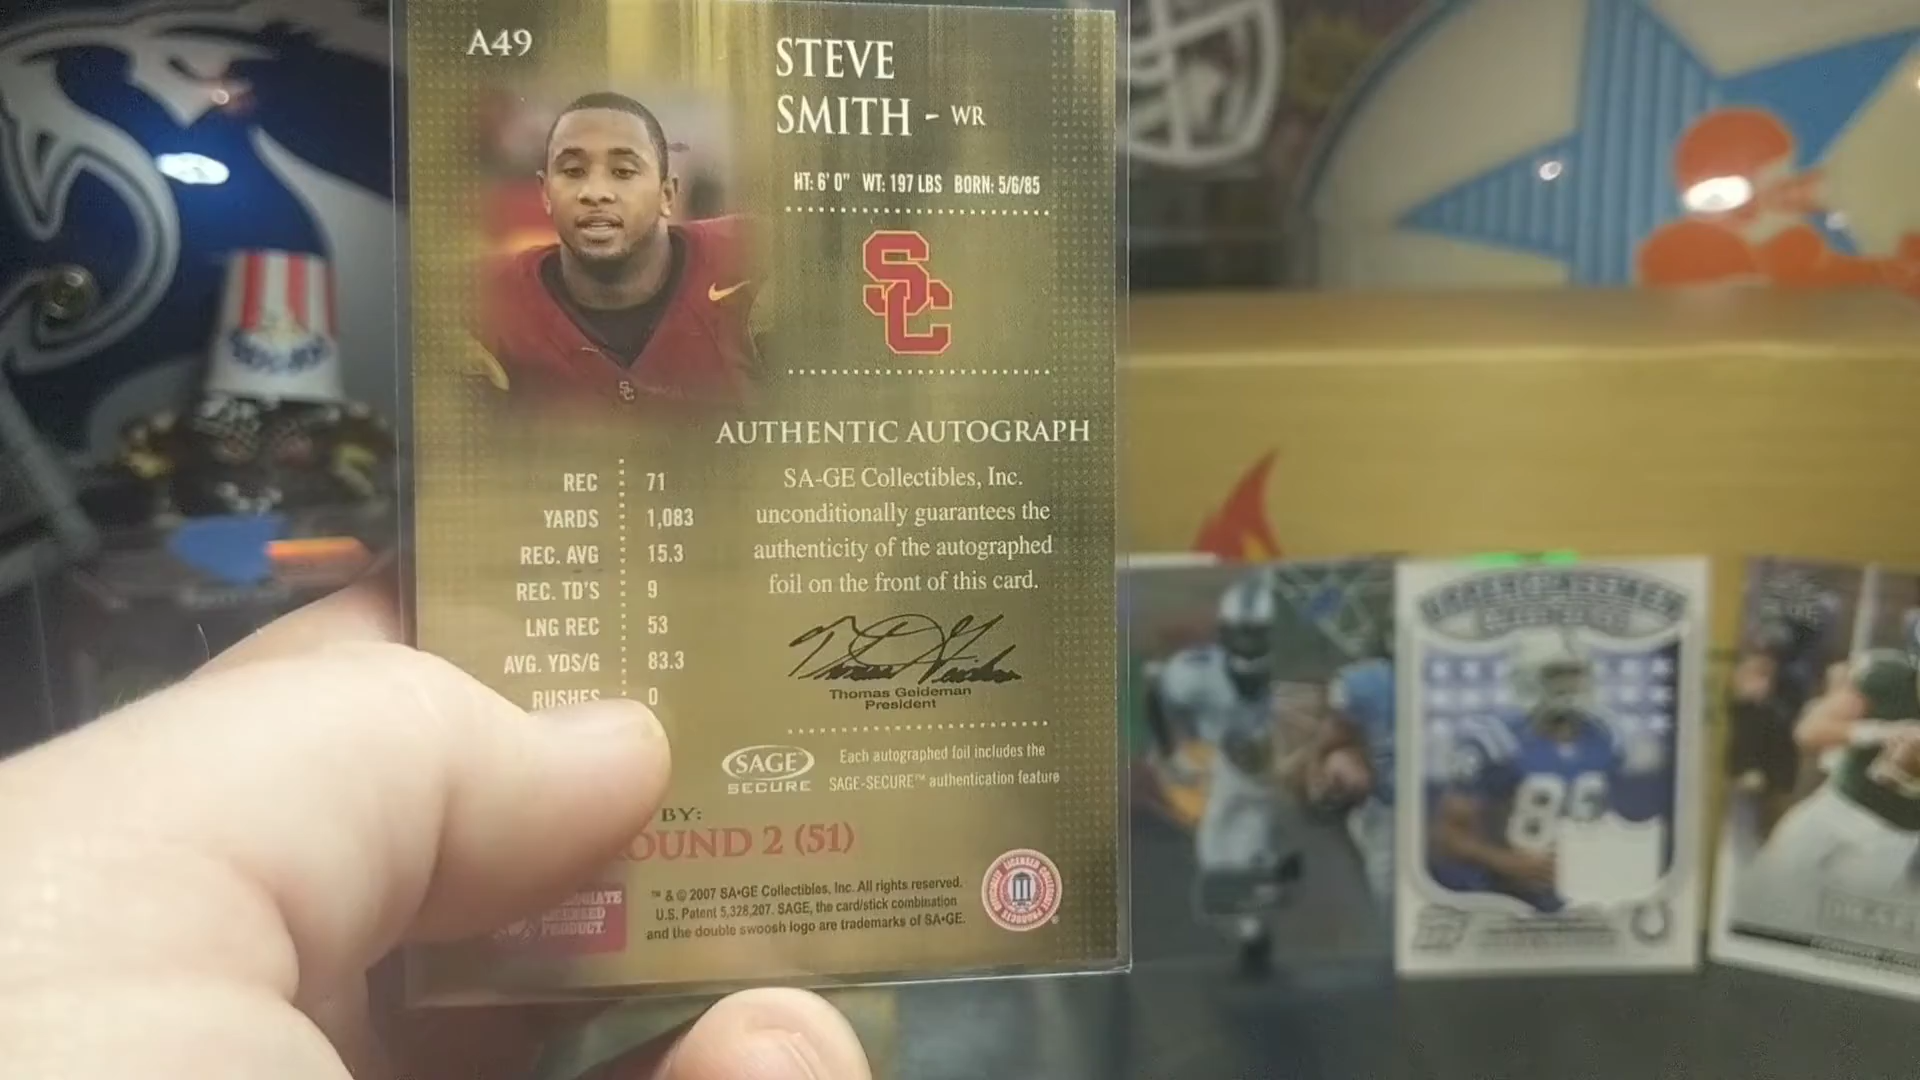 A49
STEVE
SMITH - WR
HT: 6' 0" WT: 197 LBS BORN: 5/6/85
SC
SC
AUTHENTIC AUTOGRAPH
SA-GE Collectibles, Inc.
unconditionally guarantees the
authenticity of the autographed
foil on the front of this card.
REC 71
YARDS 1,083
REC. AVG 15.3
REC. TD'S 9
LNG REC 53
AVG. YDS/G 83.3
RUSHES 0
Thomas Geideman
President
SAGE
SECURE
Each autographed foil includes the
SAGE-SECURE™ authentication feature
BY:
OUND 2 (51)
™ & © 2007 SA•GE Collectibles, Inc. All rights reserved.
U.S. Patent 5,328,207. SAGE, the card/stick combination
and the double swoosh logo are trademarks of SA•GE.
PRODUCT.
88